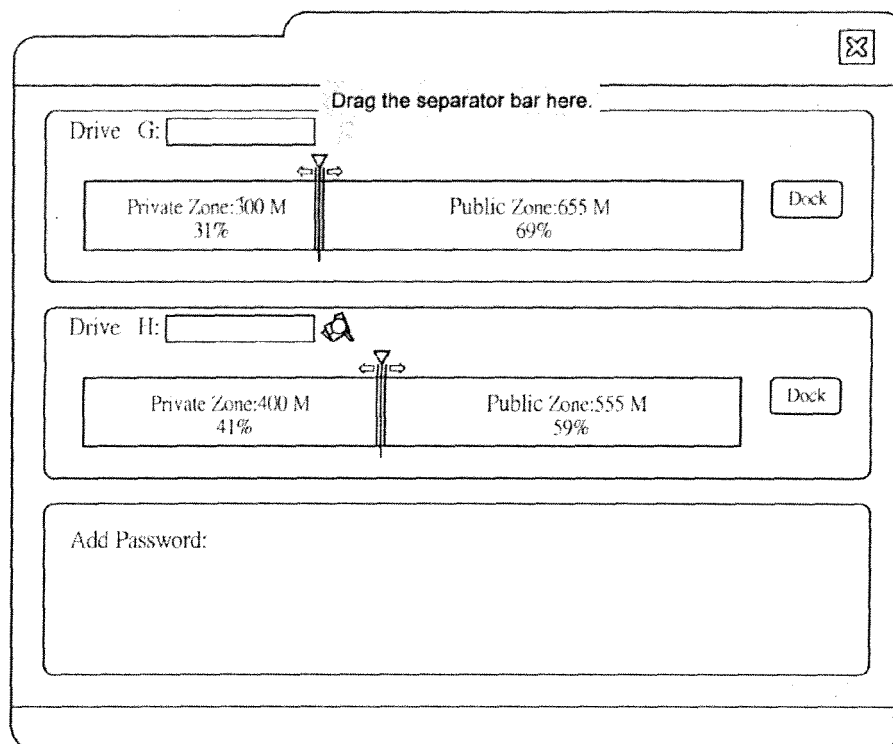 Drag the separator bar here.
Drive G:
Private Zone:300 M
31%
Public Zone:655 M
69%
Dock
Drive H:
Private Zone:400 M
41%
Public Zone:555 M
59%
Dock
Add Password: